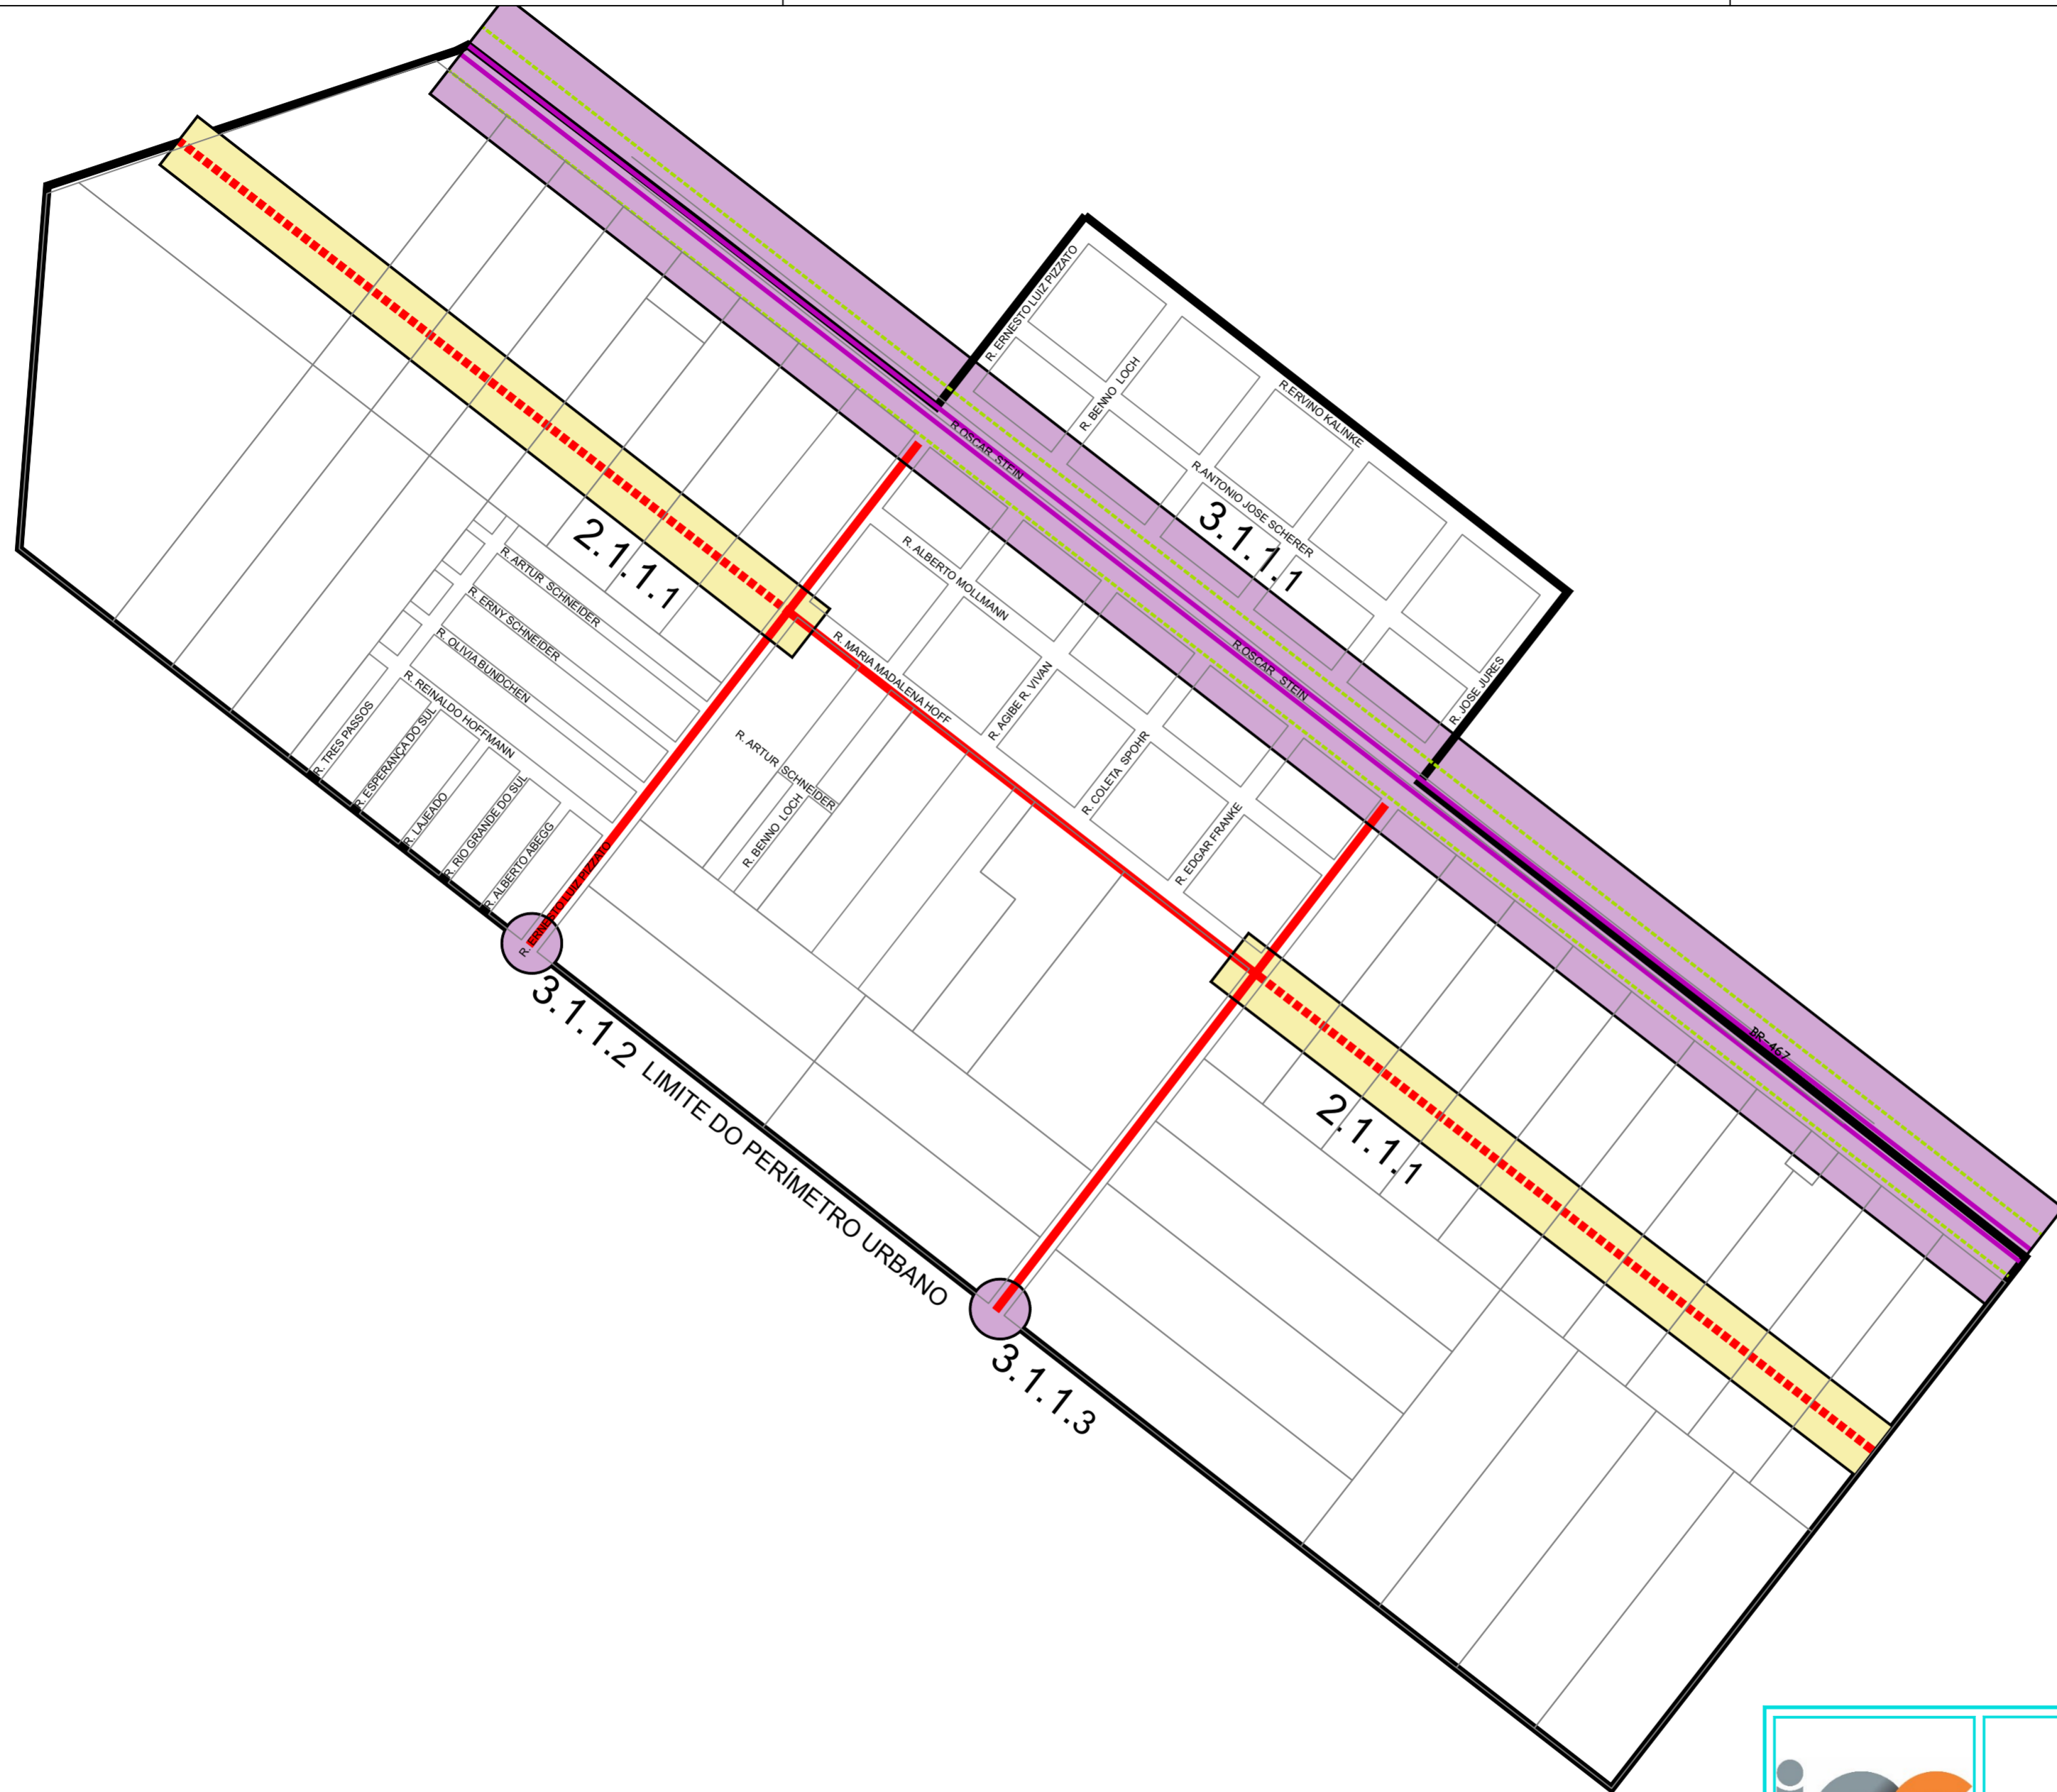 R. ERNESTO LUIZ PIZZATO
R. BENNO LOCH
R.ERVINO KALINKE
R.OSCAR STEIN
R.ANTONIO JOSE SCHERER
3.1.1.1
2.1.1.1
R. ARTUR SCHNEIDER
R. ERNY SCHNEIDER
R. OLIVIA BUNDCHEN
R. REINALDO HOFFMANN
R. ALBERTO MOLLMANN
R. MARIA MADALENA HOFF
R. AGIBE R. VIVAN
R.OSCAR STEIN
R. JOSE JURES
R. TRES PASSOS
R. ESPERANÇA DO SUL
R. LAJEADO
R. RIO GRANDE DO SUL
R. ALBERTO ABEGG
R. ERNESTO LUIZ PIZZATO
R. ARTUR SCHNEIDER
R. BENNO LOCH
R. COLETA SPOHR
R. EDGAR FRANKE
BR-467
3.1.1.2
LIMITE DO PERÍMETRO URBANO
2.1.1.1
3.1.1.3